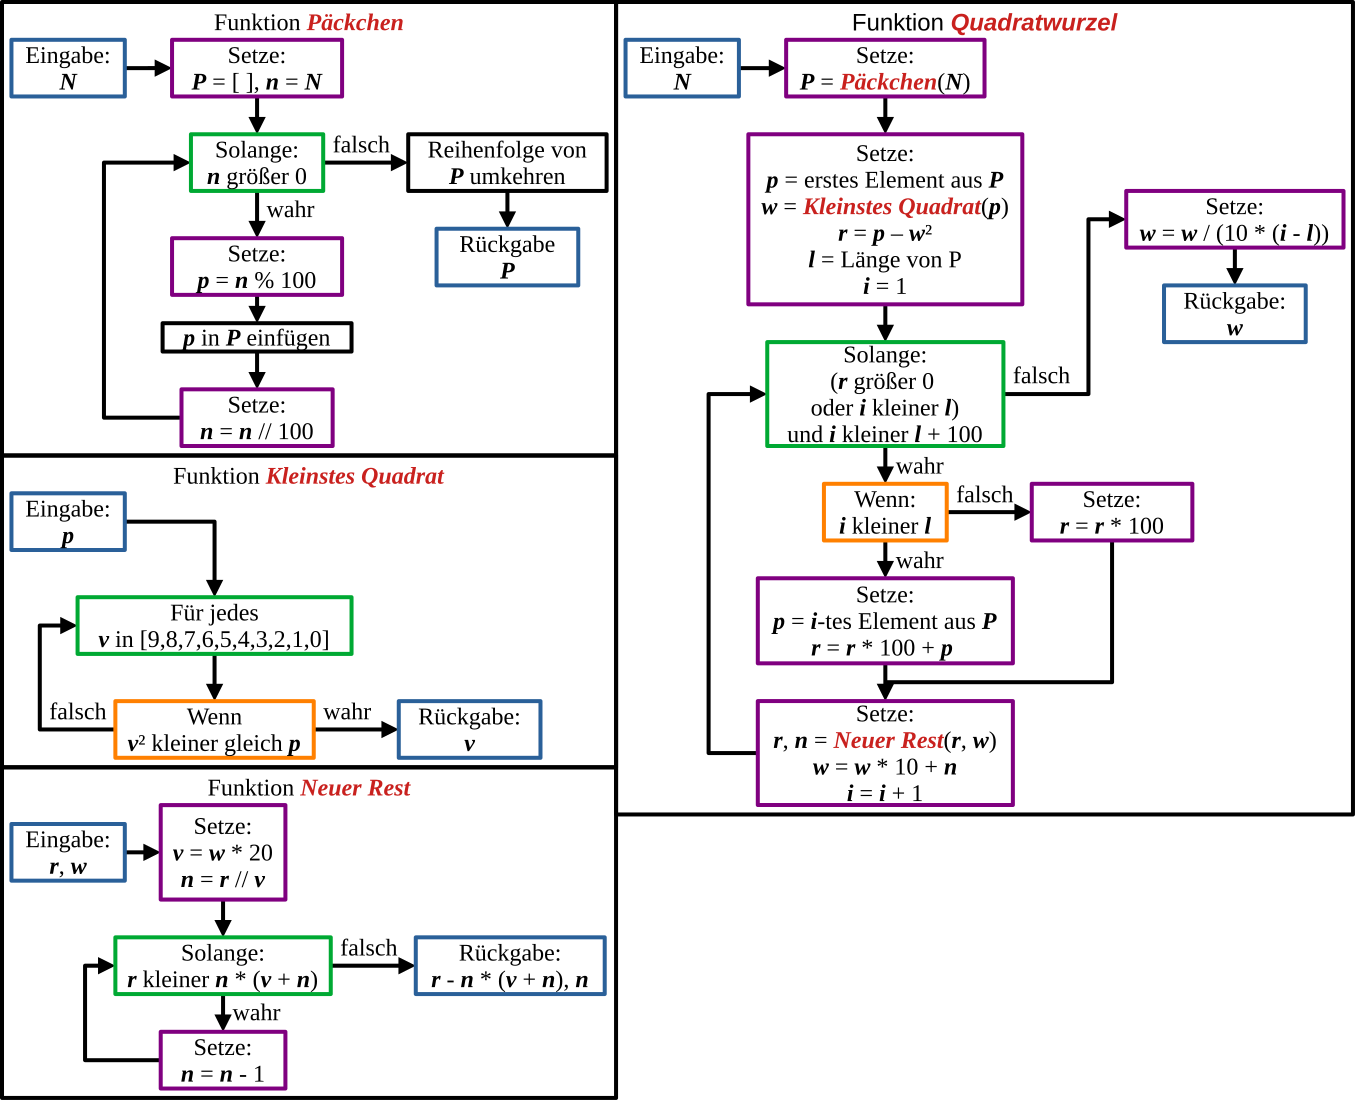 Funktion Päckchen
Eingabe:
N
Setze:
P = [ ], n = N
Solange:
n größer 0
falsch
Reihenfolge von
P umkehren
Rückgabe
P
wahr
Setze:
p = n % 100
p in P einfügen
Setze:
n = n // 100
Funktion Kleinstes Quadrat
Eingabe:
p
Für jedes
v in [9,8,7,6,5,4,3,2,1,0]
falsch
Wenn
v² kleiner gleich p
wahr
Rückgabe:
v
Funktion Neuer Rest
Eingabe:
r, w
Setze:
v = w * 20
n = r // v
Solange:
r kleiner n * (v + n)
falsch
Rückgabe:
r - n * (v + n), n
wahr
Setze:
n = n - 1
Funktion Quadratwurzel
Eingabe:
N
Setze:
P = Päckchen(N)
Setze:
p = erstes Element aus P
w = Kleinstes Quadrat(p)
r = p – w²
l = Länge von P
i = 1
Solange:
(r größer 0
oder i kleiner l)
und i kleiner l + 100
falsch
Setze:
w = w / (10 * (i - l))
Rückgabe:
w
wahr
Wenn:
i kleiner l
falsch
Setze:
r = r * 100
wahr
Setze:
p = i-tes Element aus P
r = r * 100 + p
Setze:
r, n = Neuer Rest(r, w)
w = w * 10 + n
i = i + 1